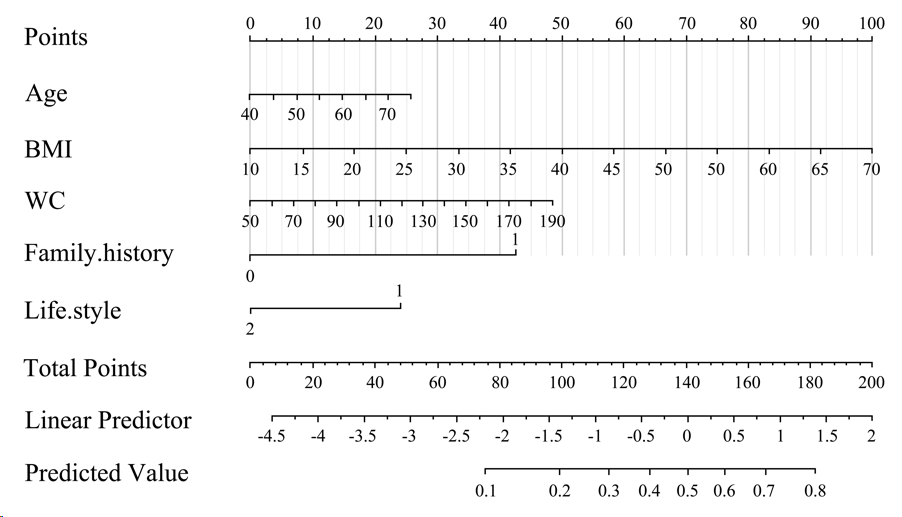 Points 0 10 20 30 40 50 60 70 80 90 100
Age 40 50 60 70
BMI 10 15 20 25 30 35 40 45 50 50 60 65 70
WC 50 70 90 110 130 150 170 190
Family.history 0 1
Life.style 2 1
Total Points 0 20 40 60 80 100 120 140 160 180 200
Linear Predictor -4.5 -4 -3.5 -3 -2.5 -2 -1.5 -1 -0.5 0 0.5 1 1.5 2
Predicted Value 0.1 0.2 0.3 0.4 0.5 0.6 0.7 0.8